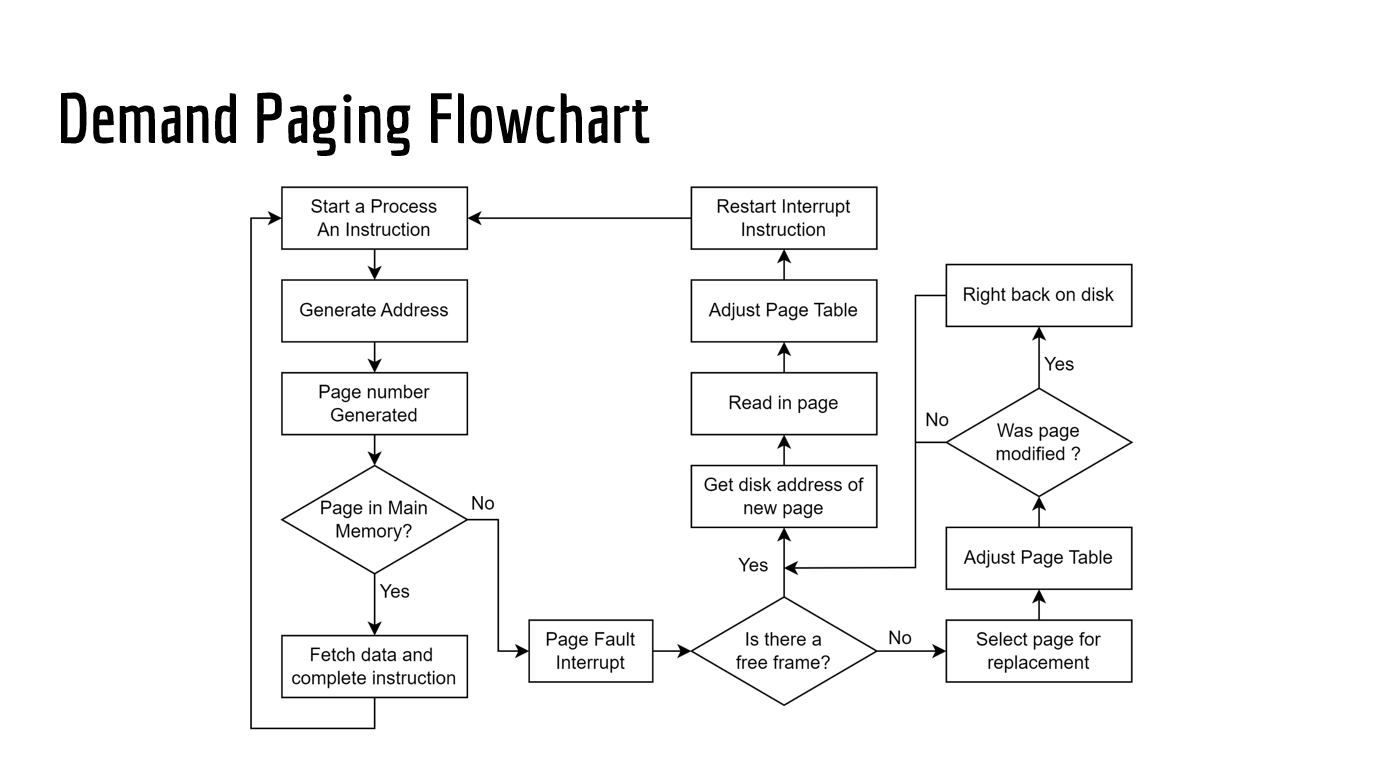 Demand Paging Flowchart
Start a Process
An Instruction
Generate Address
Page number
Generated
Page in Main
Memory?
No
Yes
Fetch data and
complete instruction
Page Fault
Interrupt
Is there a
free frame?
Yes
No
Get disk address of
new page
Read in page
Adjust Page Table
Restart Interrupt
Instruction
Select page for
replacement
Adjust Page Table
Was page
modified ?
No
Yes
Right back on disk